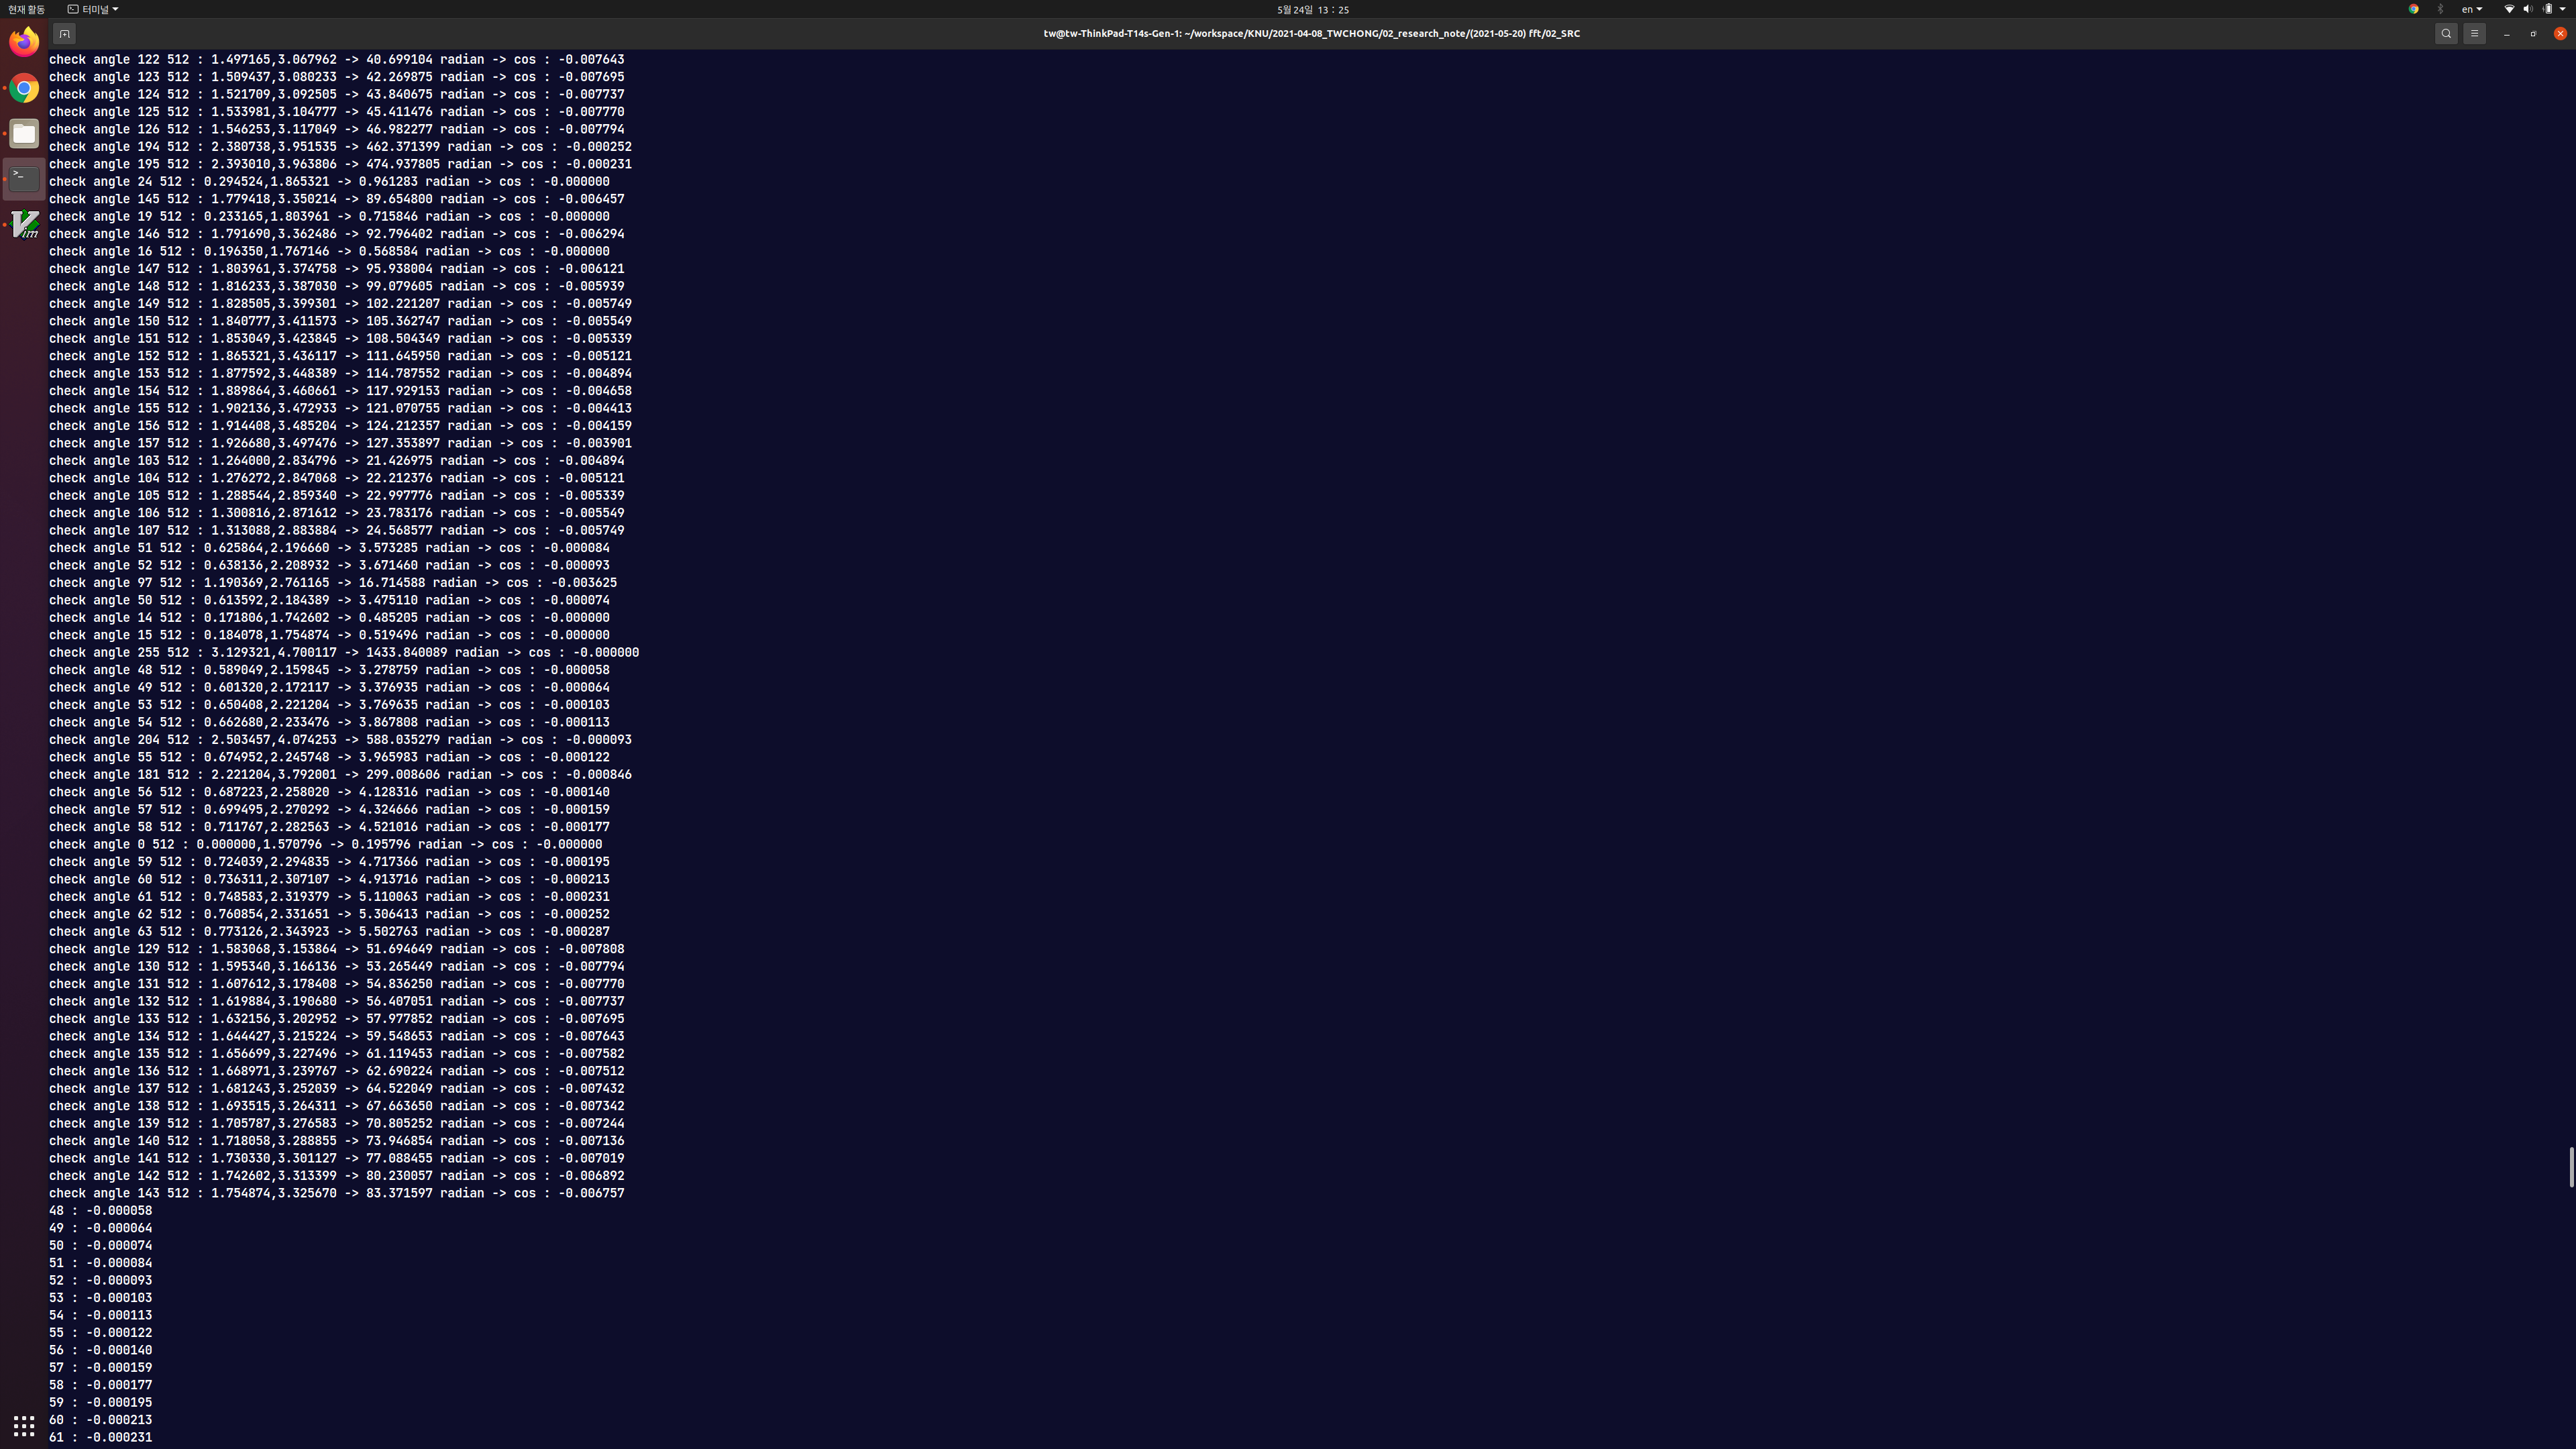 현재 활동
터미널
5월 24일 13 : 25
en
tw@tw-ThinkPad-T14s-Gen-1: ~/workspace/KNU/2021-04-08_TWCHONG/02_research_note/(2021-05-20) fft/02_SRC
check angle 122 512 : 1.497165,3.067962 -> 40.699104 radian -> cos : -0.007643
check angle 123 512 : 1.509437,3.080233 -> 42.269875 radian -> cos : -0.007695
check angle 124 512 : 1.521709,3.092505 -> 43.840675 radian -> cos : -0.007737
check angle 125 512 : 1.533981,3.104777 -> 45.411476 radian -> cos : -0.007770
check angle 126 512 : 1.546253,3.117049 -> 46.982277 radian -> cos : -0.007794
check angle 194 512 : 2.380738,3.951535 -> 462.371399 radian -> cos : -0.000252
check angle 195 512 : 2.393010,3.963806 -> 474.937805 radian -> cos : -0.000231
check angle 24 512 : 0.294524,1.865321 -> 0.961283 radian -> cos : -0.000000
check angle 145 512 : 1.779418,3.350214 -> 89.654800 radian -> cos : -0.006457
check angle 19 512 : 0.233165,1.803961 -> 0.715846 radian -> cos : -0.000000
check angle 146 512 : 1.791690,3.362486 -> 92.796402 radian -> cos : -0.006294
check angle 16 512 : 0.196350,1.767146 -> 0.568584 radian -> cos : -0.000000
check angle 147 512 : 1.803961,3.374758 -> 95.938004 radian -> cos : -0.006121
check angle 148 512 : 1.816233,3.387030 -> 99.079605 radian -> cos : -0.005939
check angle 149 512 : 1.828505,3.399301 -> 102.221207 radian -> cos : -0.005749
check angle 150 512 : 1.840777,3.411573 -> 105.362747 radian -> cos : -0.005549
check angle 151 512 : 1.853049,3.423845 -> 108.504349 radian -> cos : -0.005339
check angle 152 512 : 1.865321,3.436117 -> 111.645950 radian -> cos : -0.005121
check angle 153 512 : 1.877592,3.448389 -> 114.787552 radian -> cos : -0.004894
check angle 154 512 : 1.889864,3.460661 -> 117.929153 radian -> cos : -0.004658
check angle 155 512 : 1.902136,3.472933 -> 121.070755 radian -> cos : -0.004413
check angle 156 512 : 1.914408,3.485204 -> 124.212357 radian -> cos : -0.004159
check angle 157 512 : 1.926680,3.497476 -> 127.353897 radian -> cos : -0.003901
check angle 103 512 : 1.264000,2.834796 -> 21.426975 radian -> cos : -0.004894
check angle 104 512 : 1.276272,2.847068 -> 22.212376 radian -> cos : -0.005121
check angle 105 512 : 1.288544,2.859340 -> 22.997776 radian -> cos : -0.005339
check angle 106 512 : 1.300816,2.871612 -> 23.783176 radian -> cos : -0.005549
check angle 107 512 : 1.313088,2.883884 -> 24.568577 radian -> cos : -0.005749
check angle 51 512 : 0.625864,2.196660 -> 3.573285 radian -> cos : -0.000084
check angle 52 512 : 0.638136,2.208932 -> 3.671460 radian -> cos : -0.000093
check angle 97 512 : 1.190369,2.761165 -> 16.714588 radian -> cos : -0.003625
check angle 50 512 : 0.613592,2.184389 -> 3.475110 radian -> cos : -0.000074
check angle 14 512 : 0.171806,1.742602 -> 0.485205 radian -> cos : -0.000000
check angle 15 512 : 0.184078,1.754874 -> 0.519496 radian -> cos : -0.000000
check angle 255 512 : 3.129321,4.700117 -> 1433.840089 radian -> cos : -0.000000
check angle 48 512 : 0.589049,2.159845 -> 3.278759 radian -> cos : -0.000058
check angle 49 512 : 0.601320,2.172117 -> 3.376935 radian -> cos : -0.000064
check angle 53 512 : 0.650408,2.221204 -> 3.769635 radian -> cos : -0.000103
check angle 54 512 : 0.662680,2.233476 -> 3.867808 radian -> cos : -0.000113
check angle 204 512 : 2.503457,4.074253 -> 588.035279 radian -> cos : -0.000093
check angle 55 512 : 0.674952,2.245748 -> 3.965983 radian -> cos : -0.000122
check angle 181 512 : 2.221204,3.792001 -> 299.008606 radian -> cos : -0.000846
check angle 56 512 : 0.687223,2.258020 -> 4.128316 radian -> cos : -0.000140
check angle 57 512 : 0.699495,2.270292 -> 4.324666 radian -> cos : -0.000159
check angle 58 512 : 0.711767,2.282563 -> 4.521016 radian -> cos : -0.000177
check angle 0 512 : 0.000000,1.570796 -> 0.195796 radian -> cos : -0.000000
check angle 59 512 : 0.724039,2.294835 -> 4.717366 radian -> cos : -0.000195
check angle 60 512 : 0.736311,2.307107 -> 4.913716 radian -> cos : -0.000213
check angle 61 512 : 0.748583,2.319379 -> 5.110063 radian -> cos : -0.000231
check angle 62 512 : 0.760854,2.331651 -> 5.306413 radian -> cos : -0.000252
check angle 63 512 : 0.773126,2.343923 -> 5.502763 radian -> cos : -0.000287
check angle 129 512 : 1.583068,3.153864 -> 51.694649 radian -> cos : -0.007808
check angle 130 512 : 1.595340,3.166136 -> 53.265449 radian -> cos : -0.007794
check angle 131 512 : 1.607612,3.178408 -> 54.836250 radian -> cos : -0.007770
check angle 132 512 : 1.619884,3.190680 -> 56.407051 radian -> cos : -0.007737
check angle 133 512 : 1.632156,3.202952 -> 57.977852 radian -> cos : -0.007695
check angle 134 512 : 1.644427,3.215224 -> 59.548653 radian -> cos : -0.007643
check angle 135 512 : 1.656699,3.227496 -> 61.119453 radian -> cos : -0.007582
check angle 136 512 : 1.668971,3.239767 -> 62.690224 radian -> cos : -0.007512
check angle 137 512 : 1.681243,3.252039 -> 64.522049 radian -> cos : -0.007432
check angle 138 512 : 1.693515,3.264311 -> 67.663650 radian -> cos : -0.007342
check angle 139 512 : 1.705787,3.276583 -> 70.805252 radian -> cos : -0.007244
check angle 140 512 : 1.718058,3.288855 -> 73.946854 radian -> cos : -0.007136
check angle 141 512 : 1.730330,3.301127 -> 77.088455 radian -> cos : -0.007019
check angle 142 512 : 1.742602,3.313399 -> 80.230057 radian -> cos : -0.006892
check angle 143 512 : 1.754874,3.325670 -> 83.371597 radian -> cos : -0.006757
48 : -0.000058
49 : -0.000064
50 : -0.000074
51 : -0.000084
52 : -0.000093
53 : -0.000103
54 : -0.000113
55 : -0.000122
56 : -0.000140
57 : -0.000159
58 : -0.000177
59 : -0.000195
60 : -0.000213
61 : -0.000231